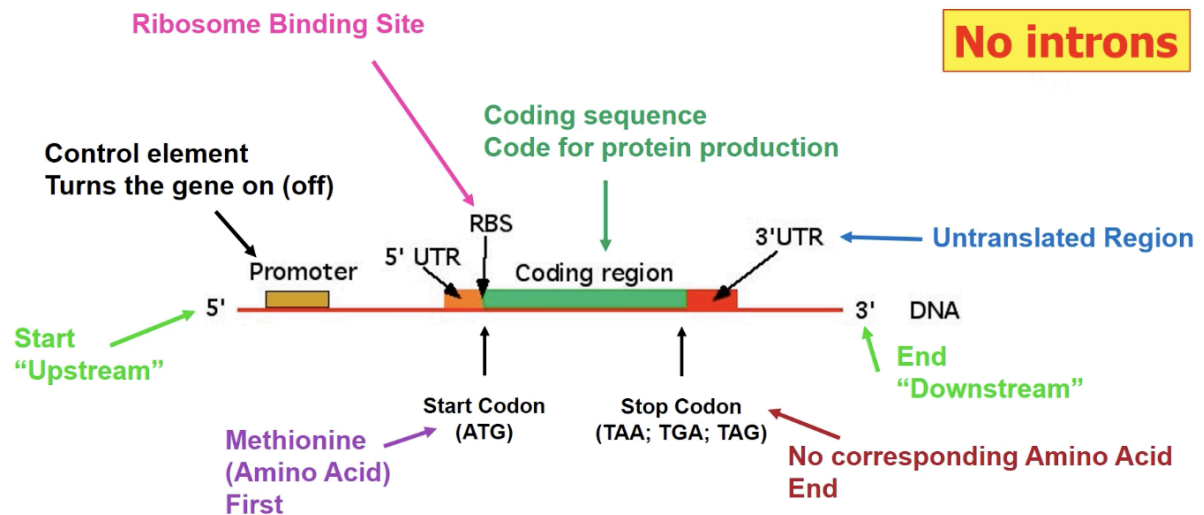 Ribosome Binding Site
No introns
Coding sequence
Code for protein production
Control element
Turns the gene on (off)
RBS
3'UTR
Untranslated Region
5' UTR
Promoter
Coding region
5'
3'
DNA
Start
“Upstream”
End
“Downstream”
Start Codon
(ATG)
Stop Codon
(TAA; TGA; TAG)
Methionine
(Amino Acid)
First
No corresponding Amino Acid
End